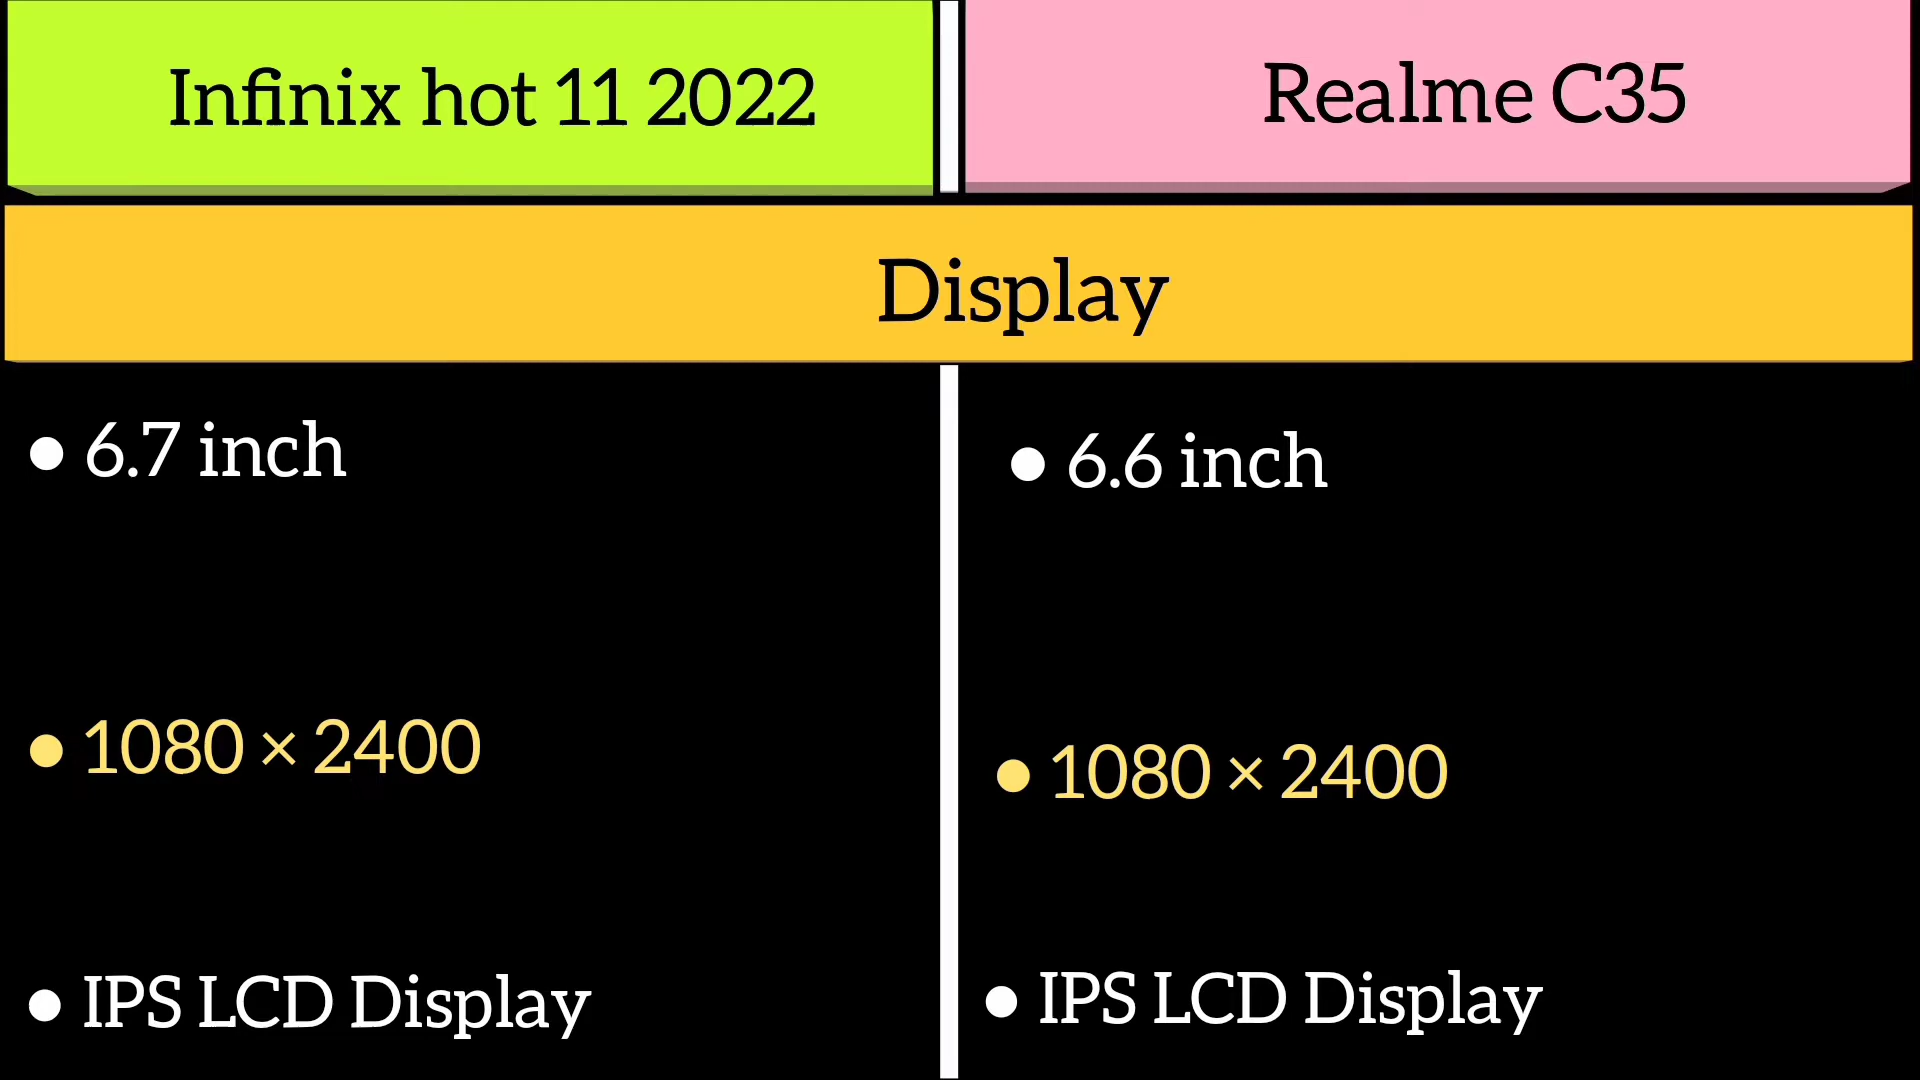 Infinix hot 11 2022
Realme C35
Display
● 6.7 inch
● 6.6 inch
● 1080 × 2400
● 1080 × 2400
● IPS LCD Display
● IPS LCD Display